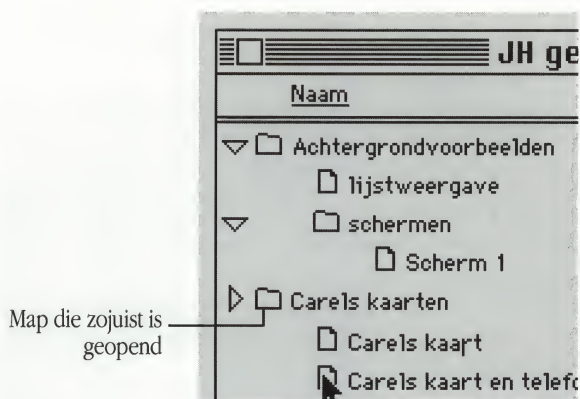 JH ge
Naam
Achtergrondvoorbeelden
lijstweergave
schermen
Scherm 1
Carels kaarten
Map die zojuist is
geopend
Carels kaart
Carels kaart en telefo